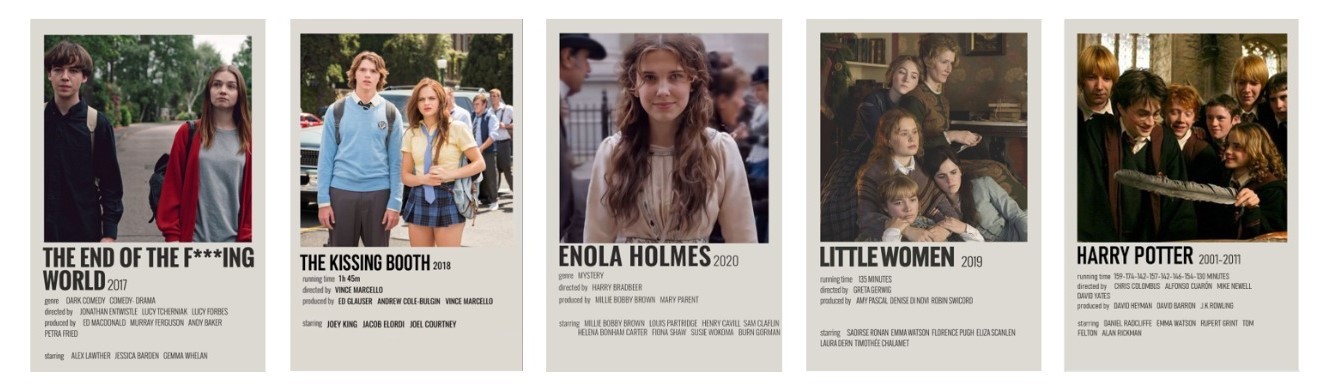 THE END OF THE F***ING
WORLD 2017
genre DARK COMEDY COMEDY- DRAMA
directed by JONATHAN ENTWISTLE LUCY TCHERNIAK LUCY FORBES
produced by ED MACDONALD MURRAY FERGUSON ANDY BAKER
PETRA FRIED
starring ALEX LAWTHER JESSICA BARDEN GEMMA WHELAN
THE KISSING BOOTH 2018
running time 1h 45m
directed by VINCE MARCELLO
produced by ED GLAUSER ANDREW COLE-BULGIN VINCE MARCELLO
starring JOEY KING JACOB ELORDI JOEL COURTNEY
ENOLA HOLMES 2020
genre MYSTERY
directed by HARRY BRADBEER
produced by MILLIE BOBBY BROWN MARY PARENT
starring MILLIE BOBBY BROWN LOUIS PARTRIDGE HENRY CAVILL SAM CLAFLIN
HELENA BONHAM CARTER FIONA SHAW SUSIE WOKOMA BURN GORMAN
LITTLE WOMEN 2019
running time 135 MINUTES
directed by GRETA GERWIG
produced by AMY PASCAL DENISE DI NOVI ROBIN SWICORD
starring SAOIRSE RONAN EMMA WATSON FLORENCE PUGH ELIZA SCANLEN
LAURA DERN TIMOTHÉE CHALAMET
HARRY POTTER 2001-2011
running time 159-174-142-157-142-146-154-130 MINUTES
directed by CHRIS COLOMBUS ALFONSO CUARÓN MIKE NEWELL
DAVID YATES
produced by DAVID HEYMAN DAVID BARRON J.K ROWLING
starring DANIEL RADCLIFFE EMMA WATSON RUPERT GRINT TOM
FELTON ALAN RICKMAN